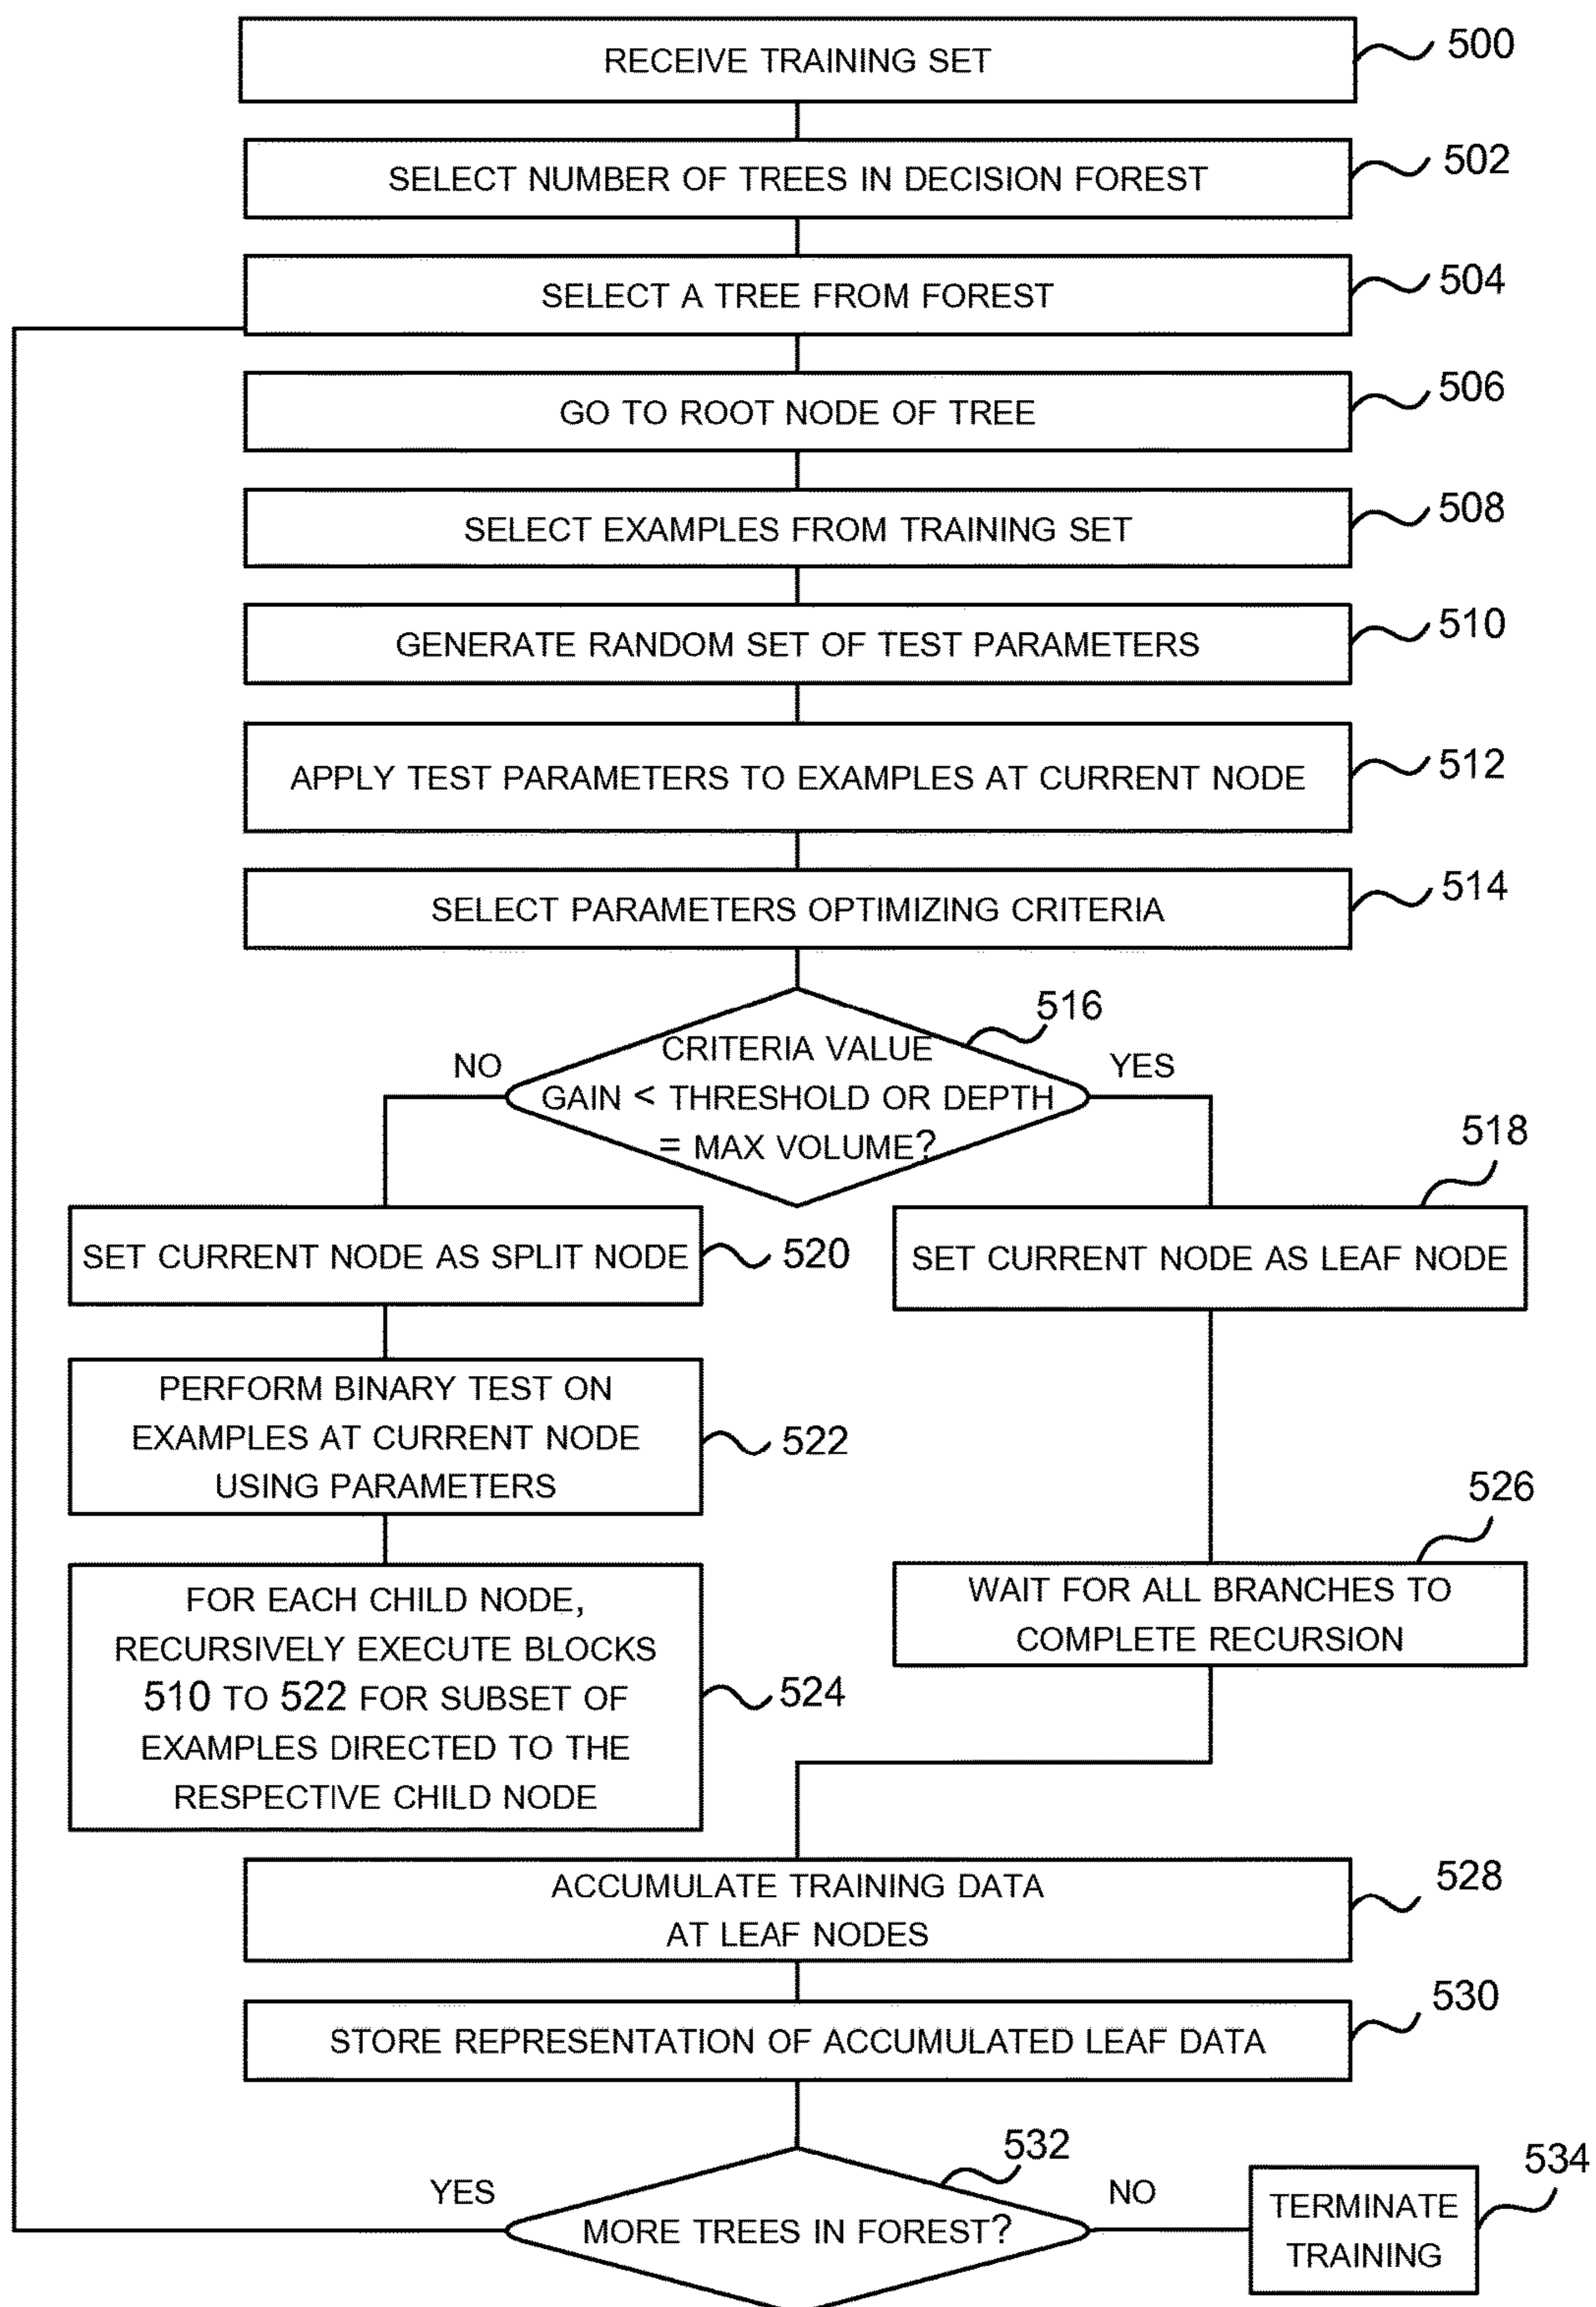 RECEIVE TRAINING SET
500
SELECT NUMBER OF TREES IN DECISION FOREST
502
SELECT A TREE FROM FOREST
504
GO TO ROOT NODE OF TREE
506
SELECT EXAMPLES FROM TRAINING SET
508
GENERATE RANDOM SET OF TEST PARAMETERS
510
APPLY TEST PARAMETERS TO EXAMPLES AT CURRENT NODE
512
SELECT PARAMETERS OPTIMIZING CRITERIA
514
516
CRITERIA VALUE
GAIN < THRESHOLD OR DEPTH
= MAX VOLUME?
NO
YES
518
SET CURRENT NODE AS SPLIT NODE
520
SET CURRENT NODE AS LEAF NODE
PERFORM BINARY TEST ON
EXAMPLES AT CURRENT NODE
USING PARAMETERS
522
526
FOR EACH CHILD NODE,
RECURSIVELY EXECUTE BLOCKS
510 TO 522 FOR SUBSET OF
EXAMPLES DIRECTED TO THE
RESPECTIVE CHILD NODE
524
WAIT FOR ALL BRANCHES TO
COMPLETE RECURSION
ACCUMULATE TRAINING DATA
AT LEAF NODES
528
STORE REPRESENTATION OF ACCUMULATED LEAF DATA
530
532
YES
MORE TREES IN FOREST?
NO
534
TERMINATE
TRAINING